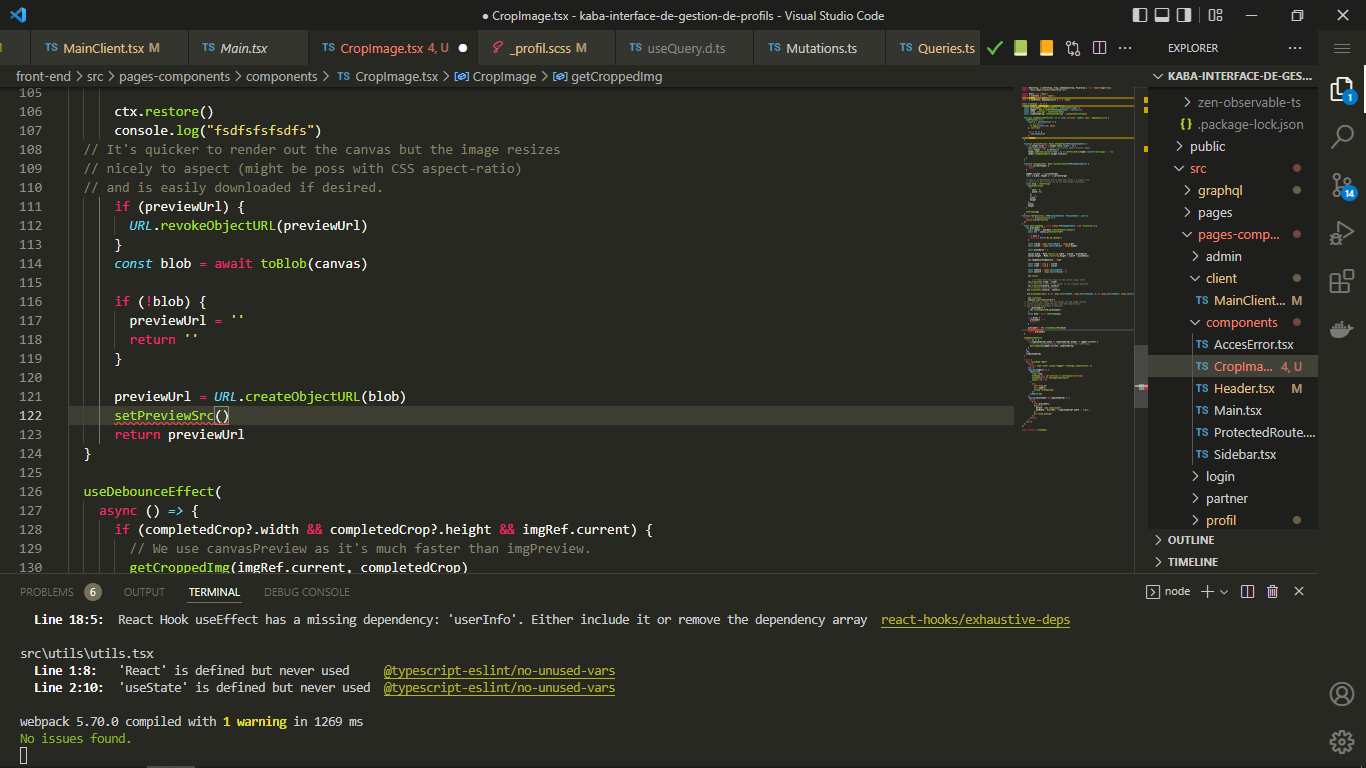 ● CropImage.tsx - kaba-interface-de-gestion-de-profils - Visual Studio Code
M TS MainClient.tsx M TS Main.tsx TS CropImage.tsx 4, U ● _profil.scss M TS useQuery.d.ts TS Mutations.ts TS Queries.ts ···
front-end > src > pages-components > components > TS CropImage.tsx > CropImage > getCroppedImg
105
106 ctx.restore()
107 console.log("fsdfsfsfsdfs")
108 // It's quicker to render out the canvas but the image resizes
109 // nicely to aspect (might be poss with CSS aspect-ratio)
110 // and is easily downloaded if desired.
111 if (previewUrl) {
112 URL.revokeObjectURL(previewUrl)
113 }
114 const blob = await toBlob(canvas)
115
116 if (!blob) {
117 previewUrl = ''
118 return ''
119 }
120
121 previewUrl = URL.createObjectURL(blob)
122 setPreviewSrc()
123 return previewUrl
124 }
125
126 useDebounceEffect(
127 async () => {
128 if (completedCrop?.width && completedCrop?.height && imgRef.current) {
129 // We use canvasPreview as it's much faster than imgPreview.
130 getCroppedImg(imgRef.current, completedCrop)
EXPLORER ···
KABA-INTERFACE-DE-GES...
zen-observable-ts
{} .package-lock.json
public
src
graphql
pages
pages-comp...
admin
client
TS MainClient... M
components
TS AccesError.tsx
TS CropIma... 4, U
TS Header.tsx M
TS Main.tsx
TS ProtectedRoute....
TS Sidebar.tsx
login
partner
profil
OUTLINE
TIMELINE
1
14
PROBLEMS 6 OUTPUT TERMINAL DEBUG CONSOLE
node
Line 18:5: React Hook useEffect has a missing dependency: 'userInfo'. Either include it or remove the dependency array react-hooks/exhaustive-deps
src\utils\utils.tsx
Line 1:8: 'React' is defined but never used @typescript-eslint/no-unused-vars
Line 2:10: 'useState' is defined but never used @typescript-eslint/no-unused-vars
webpack 5.70.0 compiled with 1 warning in 1269 ms
No issues found.